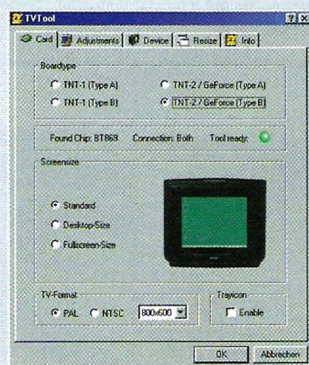 TVTool
Card Adjustments Device Resize Info
Boardtype
TNT-1 (Type A) TNT-2 / GeForce (Type A)
TNT-1 (Type B) TNT-2 / GeForce (Type B)
Found Chip: BT869 Connection: Both Tool ready:
Screensize
Standard
Desktop-Size
Fullscreen-Size
TV-Format Trayicon
PAL NTSC 800x600 Enable
OK Abbrechen